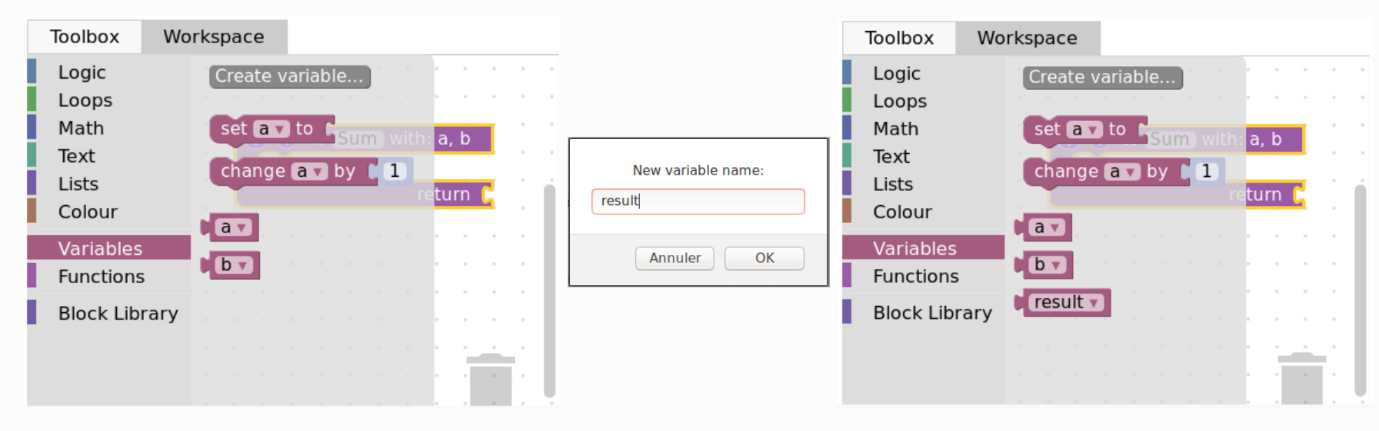 Toolbox Workspace
Logic
Loops
Math
Text
Lists
Colour
Variables
Functions
Block Library
Create variable...
set a to
Sum with: a, b
change a by 1
return
a
b
New variable name:
result
Annuler OK
Toolbox Workspace
Logic
Loops
Math
Text
Lists
Colour
Variables
Functions
Block Library
Create variable...
set a to
Sum with: a, b
change a by 1
return
a
b
result